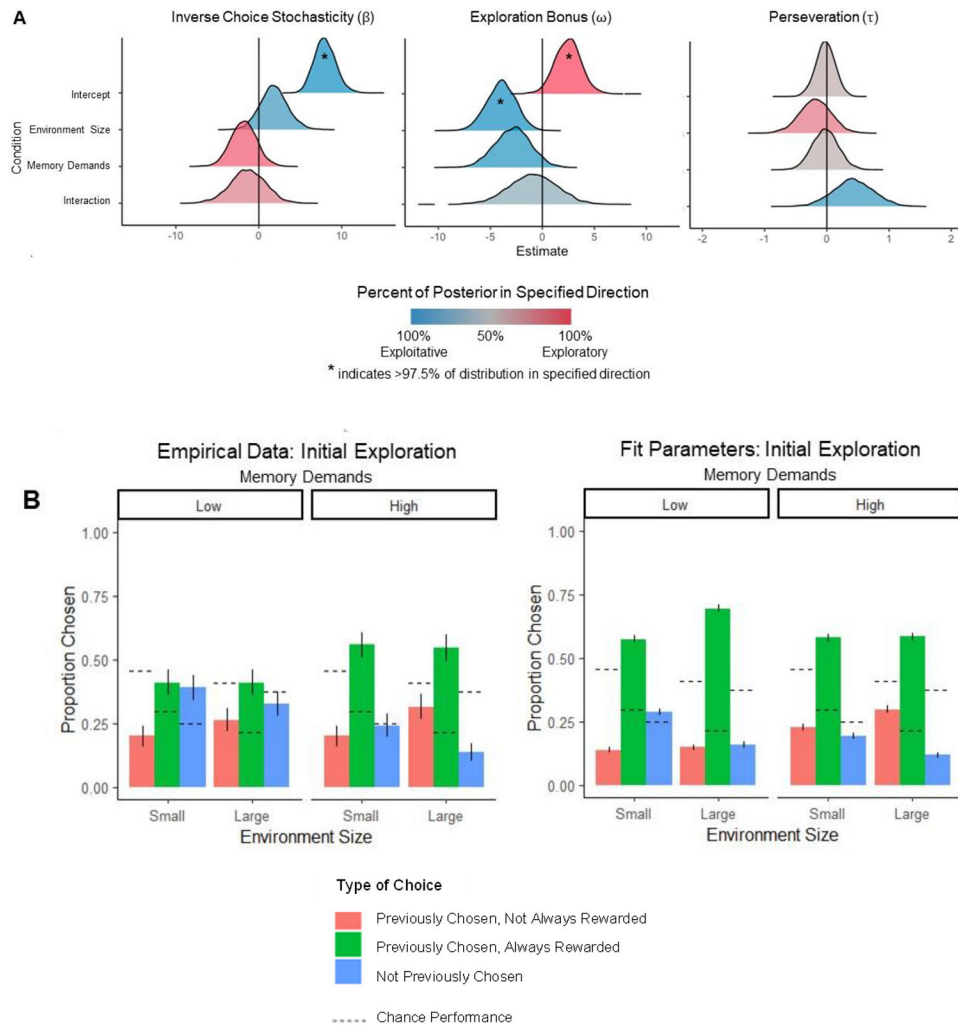 A
Inverse Choice Stochasticity (β)
Exploration Bonus (ω)
Perseveration (τ)
Condition
Intercept
Environment Size
Memory Demands
Interaction
*
*
*
-10 0 10
-10 -5 0 5 10
-2 -1 0 1 2
Estimate
Percent of Posterior in Specified Direction
100% 50% 100%
Exploitative Exploratory
* indicates >97.5% of distribution in specified direction
B
Empirical Data: Initial Exploration
Memory Demands
Low High
Proportion Chosen
1.00
0.75
0.50
0.25
0.00
Small Large Small Large
Environment Size
Fit Parameters: Initial Exploration
Memory Demands
Low High
Proportion Chosen
1.00
0.75
0.50
0.25
0.00
Small Large Small Large
Environment Size
Type of Choice
Previously Chosen, Not Always Rewarded
Previously Chosen, Always Rewarded
Not Previously Chosen
Chance Performance